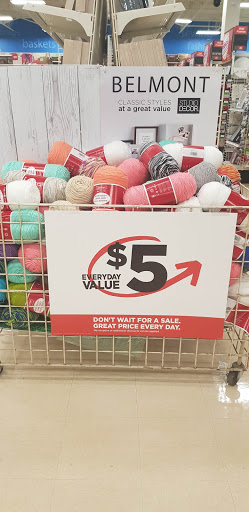 baskets
BELMONT
CLASSIC STYLES
at a great value
STUDIO
DECOR
EVERYDAY
VALUE
$5
DON'T WAIT FOR A SALE.
GREAT PRICE EVERY DAY.